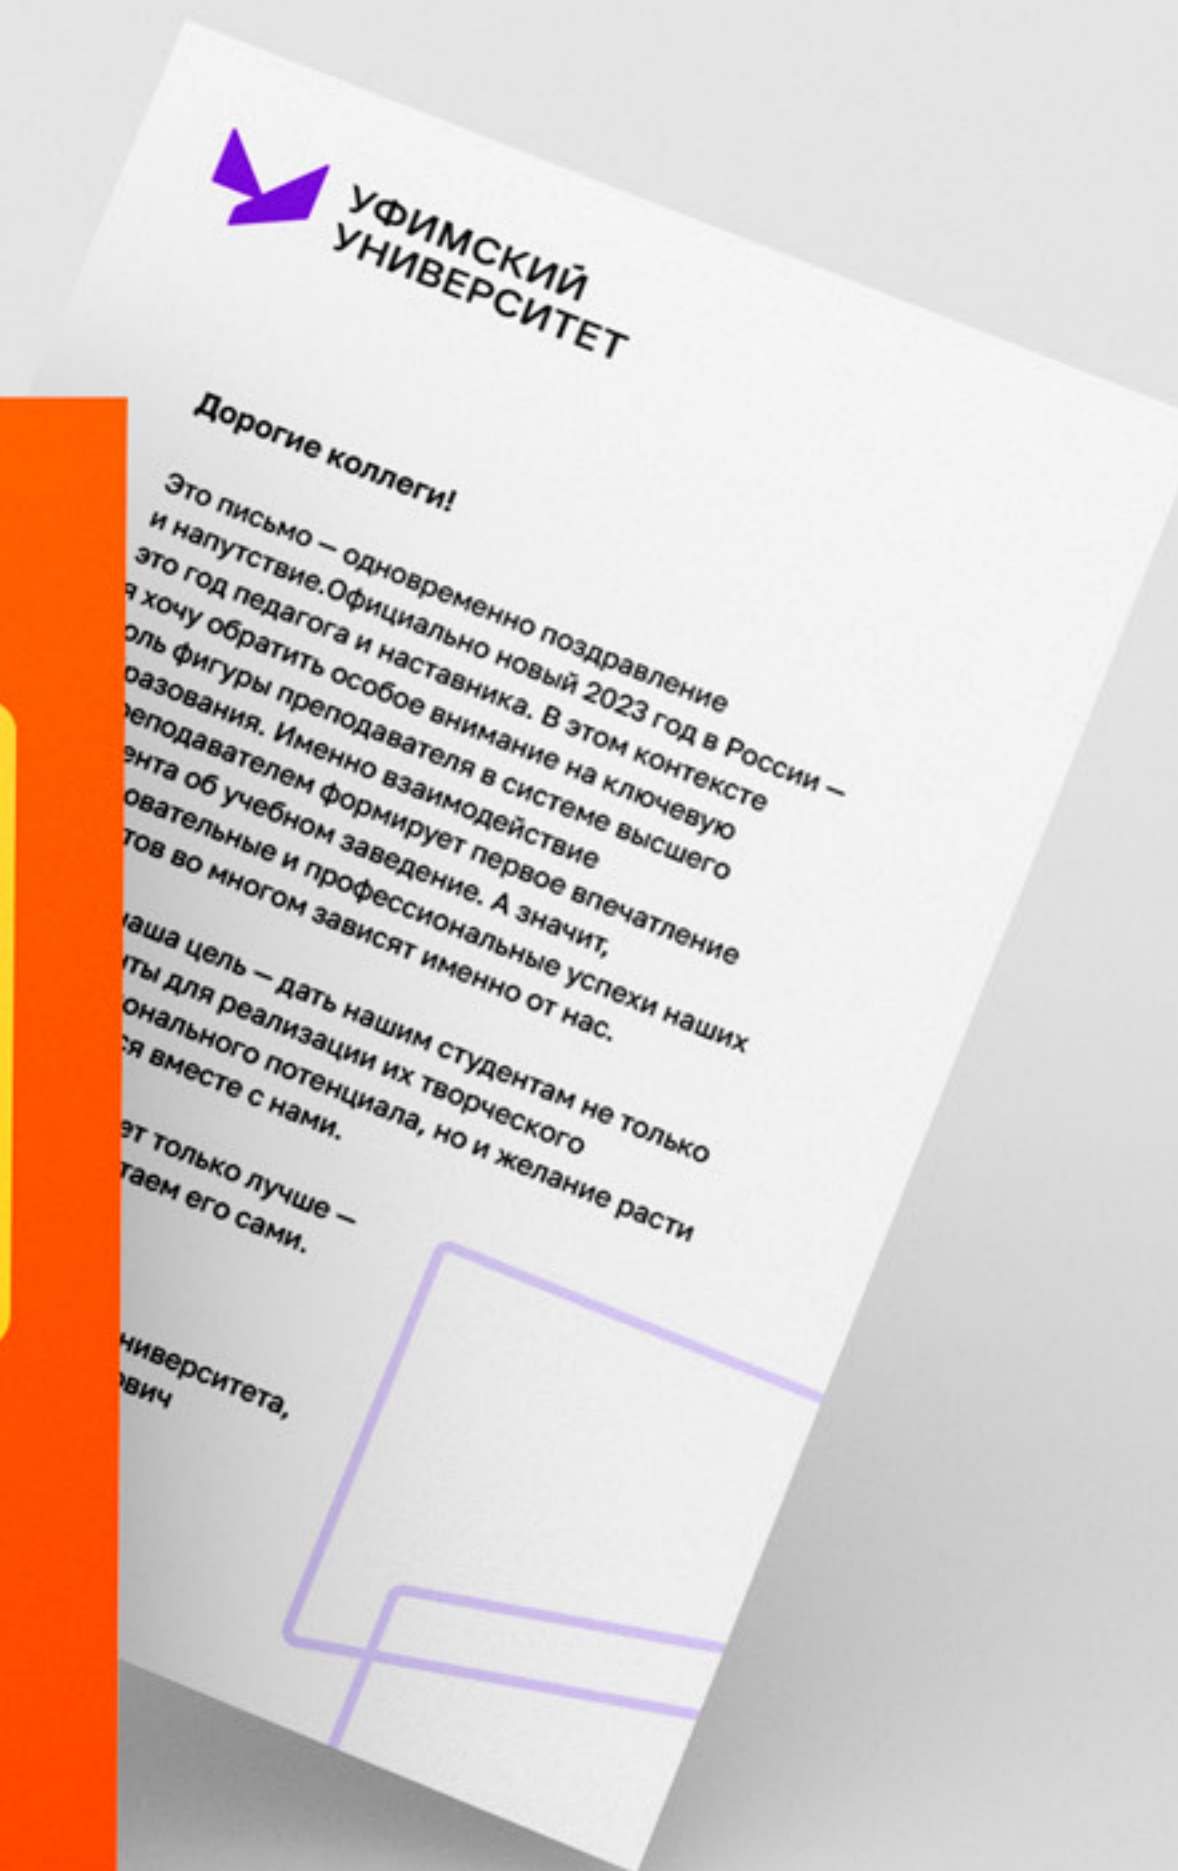 УФИМСКИЙ
УНИВЕРСИТЕТ
Дорогие коллеги!
Это письмо — одновременно поздравление
и напутствие.Официально новый 2023 год в России —
это год педагога и наставника. В этом контексте
я хочу обратить особое внимание на ключевую
оль фигуры преподавателя в системе высшего
разования. Именно взаимодействие
реподавателем формирует первое впечатление
ента об учебном заведение. А значит,
овательные и профессиональные успехи наших
тов во многом зависят именно от нас.
наша цель — дать нашим студентам не только
нты для реализации их творческого
онального потенциала, но и желание расти
ся вместе с нами.
ет только лучше —
таем его сами.
ниверситета,
ович